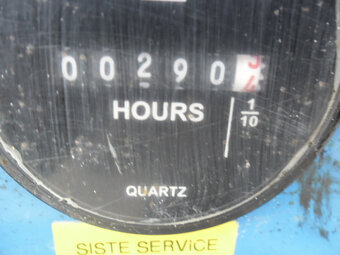 00290
HOURS
1/10
QUARTZ
SISTE SERVICE